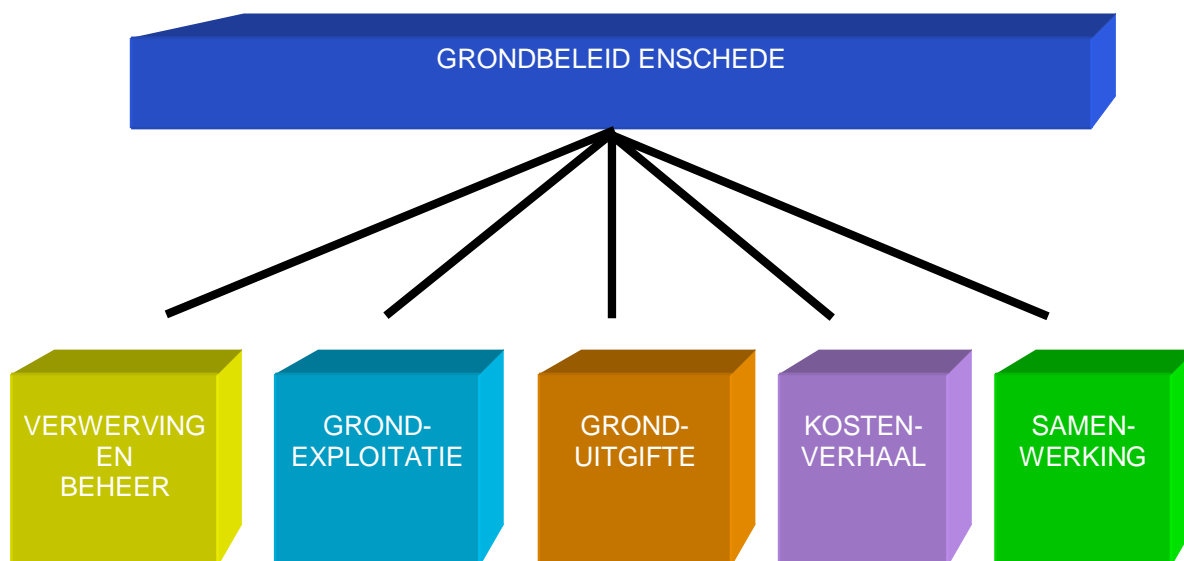 GRONDBELEID ENSCHEDE
VERWERVING
EN
BEHEER
GROND-
EXPLOITATIE
GROND-
UITGIFTE
KOSTEN-
VERHAAL
SAMEN-
WERKING